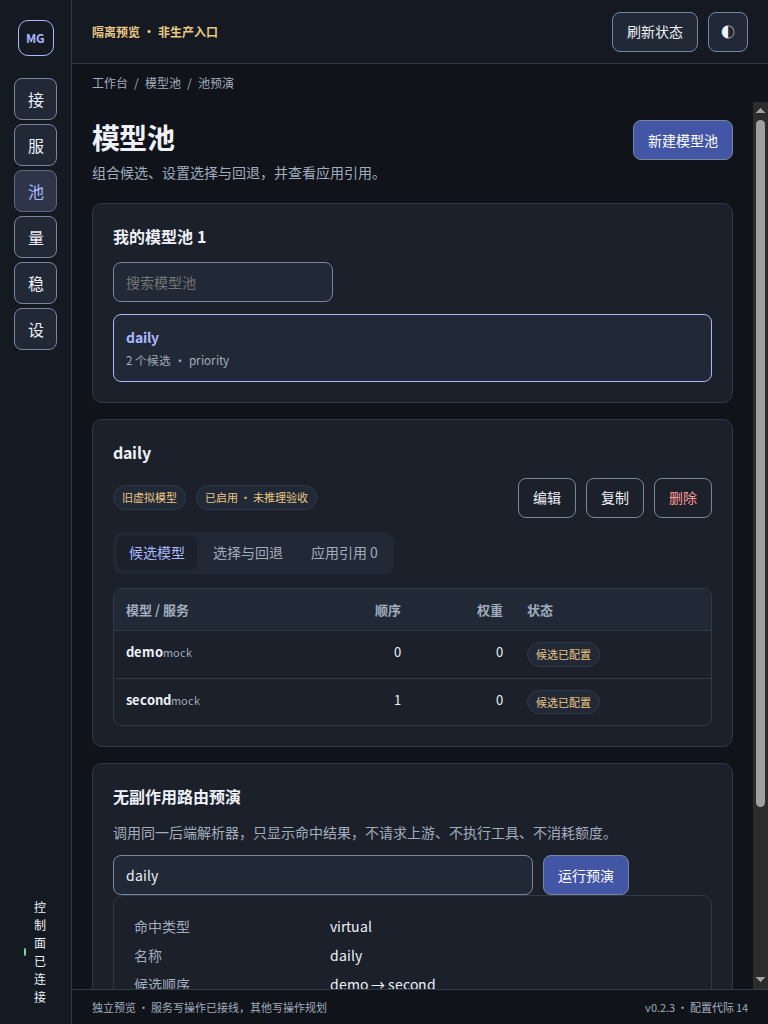 MG
接
服
池
量
稳
设
控制面已连接
隔离预览 · 非生产入口
刷新状态
工作台 / 模型池 / 池预演
模型池
新建模型池
组合候选、设置选择与回退，并查看应用引用。
我的模型池 1
搜索模型池
daily
2 个候选 · priority
daily
旧虚拟模型 已启用 · 未推理验收 编辑 复制 删除
候选模型 选择与回退 应用引用 0
模型 / 服务 顺序 权重 状态
demomock 0 0 候选已配置
secondmock 1 0 候选已配置
无副作用路由预演
调用同一后端解析器，只显示命中结果，不请求上游、不执行工具、不消耗额度。
daily 运行预演
命中类型 virtual
名称 daily
候选顺序 demo → second
独立预览 · 服务写操作已接线，其他写操作规划 v0.2.3 · 配置代际 14